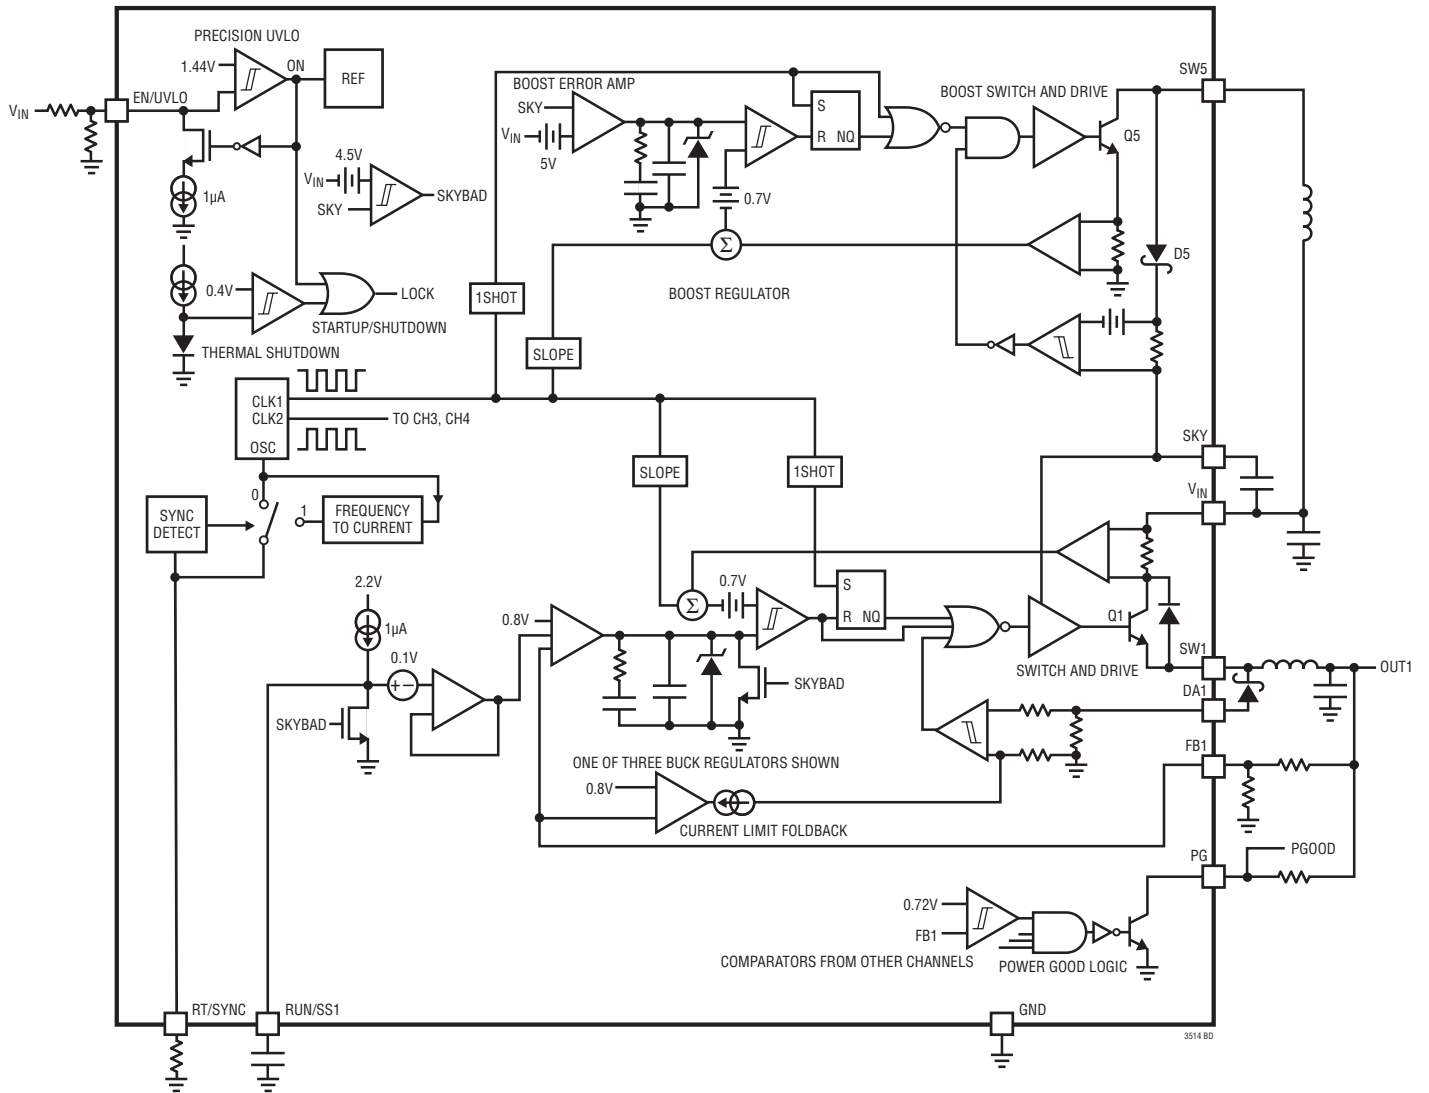 PRECISION UVLO
1.44V
ON
REF
EN/UVLO
VIN
1µA
4.5V
VIN
SKY
SKYBAD
0.4V
LOCK
STARTUP/SHUTDOWN
THERMAL SHUTDOWN
BOOST ERROR AMP
SKY
VIN
5V
0.7V
S
R NQ
BOOST SWITCH AND DRIVE
Q5
SW5
Σ
D5
BOOST REGULATOR
1SHOT
SLOPE
CLK1
CLK2
OSC
TO CH3, CH4
SLOPE
1SHOT
SKY
VIN
0
1
SYNC
DETECT
FREQUENCY
TO CURRENT
2.2V
1µA
0.1V
+ −
SKYBAD
0.8V
Σ
0.7V
S
R NQ
SKYBAD
Q1
SWITCH AND DRIVE
SW1
OUT1
DA1
FB1
ONE OF THREE BUCK REGULATORS SHOWN
0.8V
CURRENT LIMIT FOLDBACK
PG
PGOOD
0.72V
FB1
COMPARATORS FROM OTHER CHANNELS
POWER GOOD LOGIC
RT/SYNC
RUN/SS1
GND
3514 BD